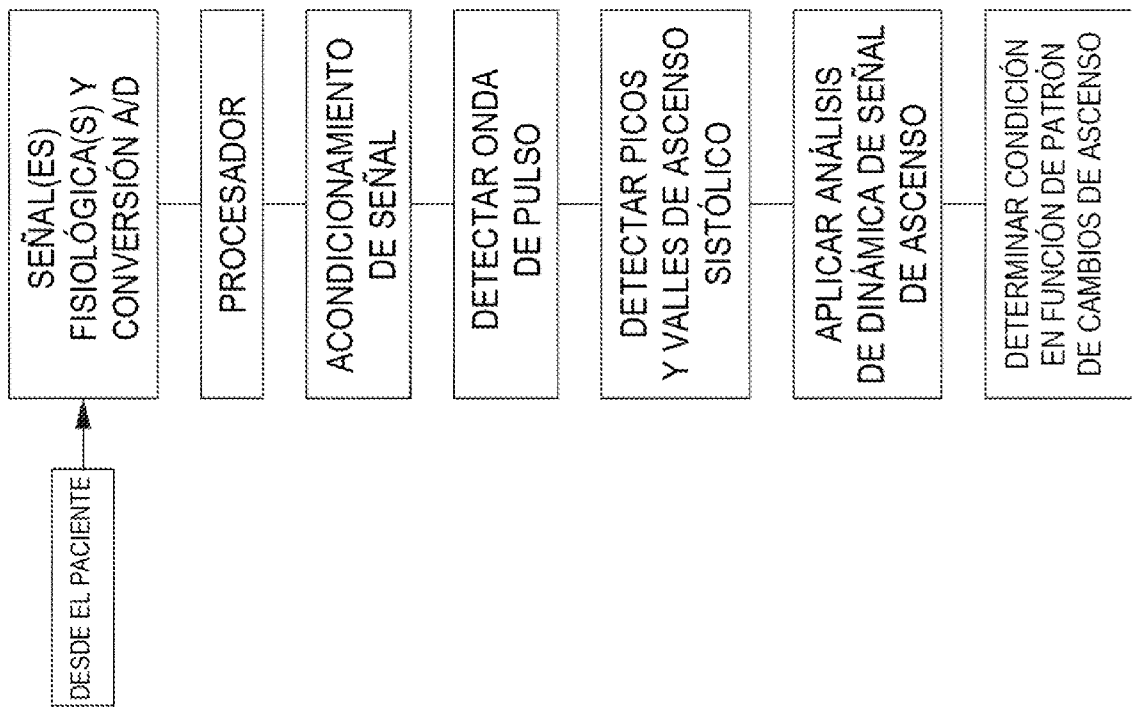 DESDE EL PACIENTE
SEÑAL(ES)
FISIOLÓGICA(S) Y
CONVERSIÓN A/D
PROCESADOR
ACONDICIONAMIENTO
DE SEÑAL
DETECTAR ONDA
DE PULSO
DETECTAR PICOS
Y VALLES DE ASCENSO
SISTÓLICO
APLICAR ANÁLISIS
DE DINÁMICA DE SEÑAL
DE ASCENSO
DETERMINAR CONDICIÓN
EN FUNCIÓN DE PATRÓN
DE CAMBIOS DE ASCENSO